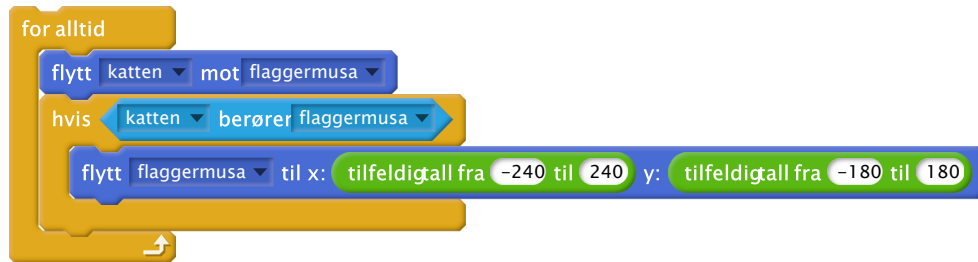 for alltid
flytt katten mot flaggermusa
hvis katten berører flaggermusa
flytt flaggermusa til x: tilfeldig tall fra -240 til 240 y: tilfeldig tall fra -180 til 180